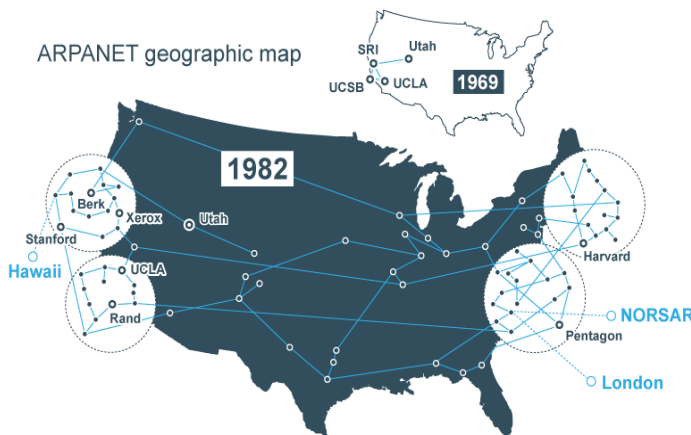 ARPANET geographic map
SRI
Utah
UCSB
UCLA
1969
1982
Berk
Xerox
Utah
Stanford
Hawaii
UCLA
Rand
Harvard
NORSAR
Pentagon
London